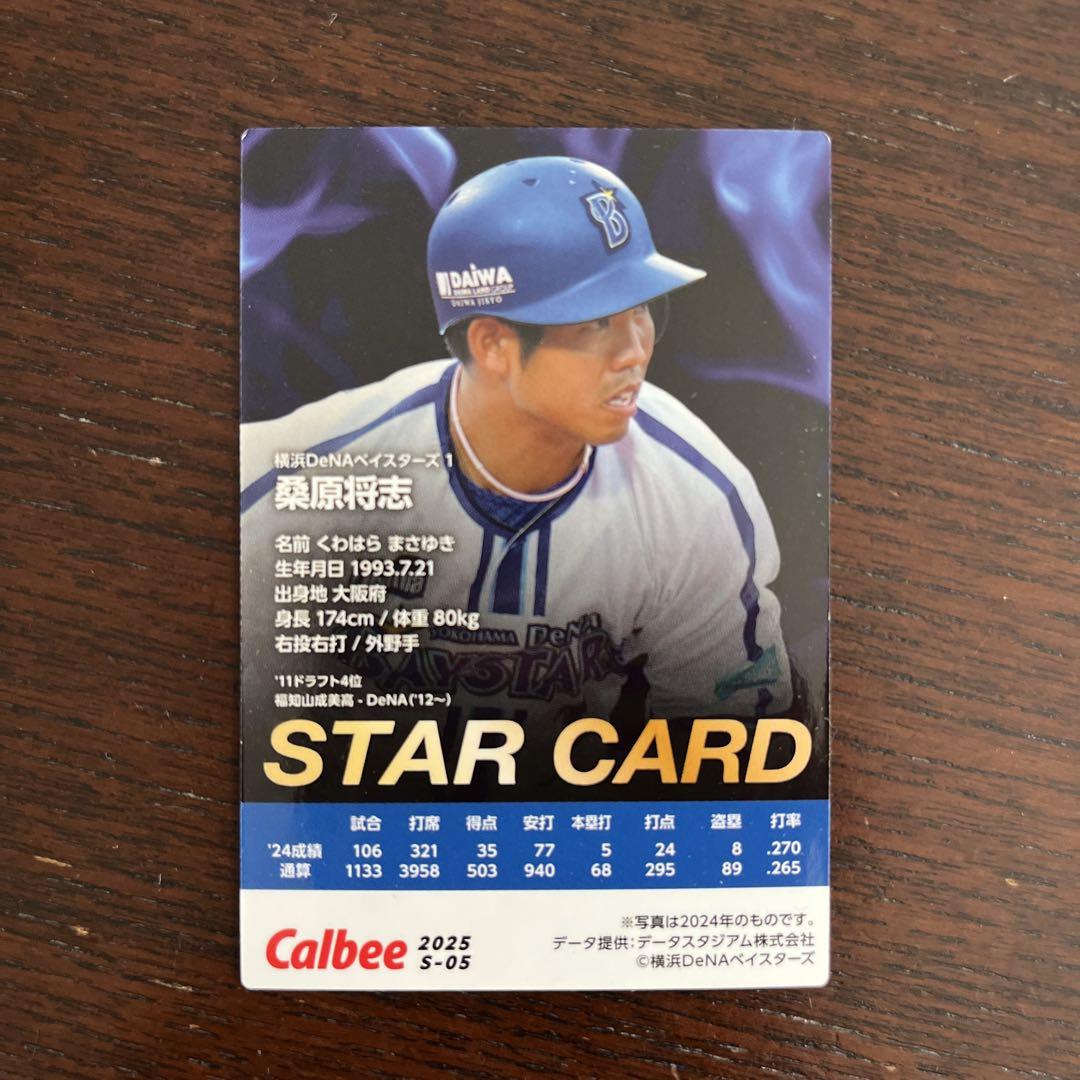 B
DAIWA
DAIWA LAND GROUP
DAIWA JISYO
横浜DeNAベイスターズ 1
桑原将志
名前 くわはら まさゆき
生年月日 1993.7.21
出身地 大阪府
身長 174cm / 体重 80kg
右投右打 / 外野手
YOKOHAMA DeNA
BAYSTARS
'11ドラフト4位
福知山成美高 - DeNA('12〜)
STAR CARD
試合 打席 得点 安打 本塁打 打点 盗塁 打率
'24成績 106 321 35 77 5 24 8 .270
通算 1133 3958 503 940 68 295 89 .265
※写真は2024年のものです。
データ提供:データスタジアム株式会社
©横浜DeNAベイスターズ
Calbee 2025
S-05